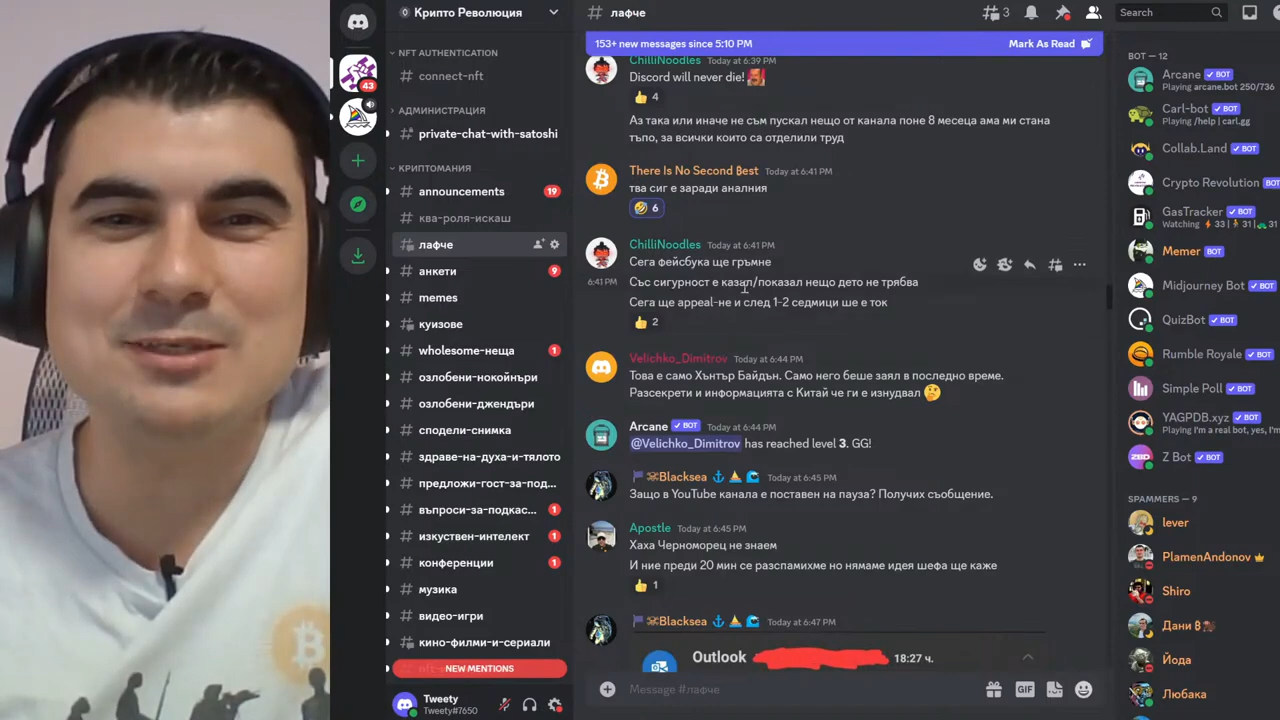 Крипто Революция
NFT AUTHENTICATION
connect-nft
АДМИНИСТРАЦИЯ
private-chat-with-satoshi
КРИПТОМАНИЯ
announcements 19
ква-роля-искаш
лафче
анкети 9
memes
куизове
wholesome-неща 1
озлобени-нокойнъри
озлобени-джендъри
сподели-снимка
здраве-на-духа-и-тялото
предложи-гост-за-под...
въпроси-за-подкас... 1
изкуствен-интелект 1
конференции 1
музика
видео-игри
кино-филми-и-сериали
NEW MENTIONS
Tweety
Tweety#7650
43
# лафче
3
Search
153+ new messages since 5:10 PM Mark As Read
ChilliNoodles Today at 6:39 PM
Discord will never die!
4
Аз така или иначе не съм пускал нещо от канала поне 8 месеца ама ми стана
тъпо, за всички които са отделили труд
There Is No Second ₿est Today at 6:41 PM
тва сиг е заради аналния
6
ChilliNoodles Today at 6:41 PM
Сега фейсбука ще гръмне
6:41 PM Със сигурност е казал/показал нещо дето не трябва
Сега ще appeal-не и след 1-2 седмици ше е ток
2
Velichko_Dimitrov Today at 6:44 PM
Това е само Хънтър Байдън. Само него беше заял в последно време.
Разсекрети и информацията с Китай че ги е изнудвал
Arcane BOT Today at 6:44 PM
@Velichko_Dimitrov has reached level 3. GG!
Blacksea Today at 6:45 PM
Защо в YouTube канала е поставен на пауза? Получих съобщение.
Apostle Today at 6:45 PM
Хаха Черноморец не знаем
И ние преди 20 мин се разспамихме но нямаме идея шефа ще каже
1
Blacksea Today at 6:47 PM
Outlook 18:27 ч.
Message #лафче
GIF
BOT — 12
Arcane BOT
Playing arcane.bot 250/736
Carl-bot BOT
Playing /help | carl.gg
Collab.Land BOT
Crypto Revolution BOT
GasTracker BOT
Watching 33 | 31 | 31
Memer BOT
Midjourney Bot BOT
QuizBot BOT
Rumble Royale BOT
Simple Poll BOT
YAGPDB.xyz BOT
Playing I'm a real bot, yes, I'm
Z Bot BOT
ZBD
SPAMMERS — 9
lever
PlamenAndonov
Shiro
Дани ₿
Йода
Любака